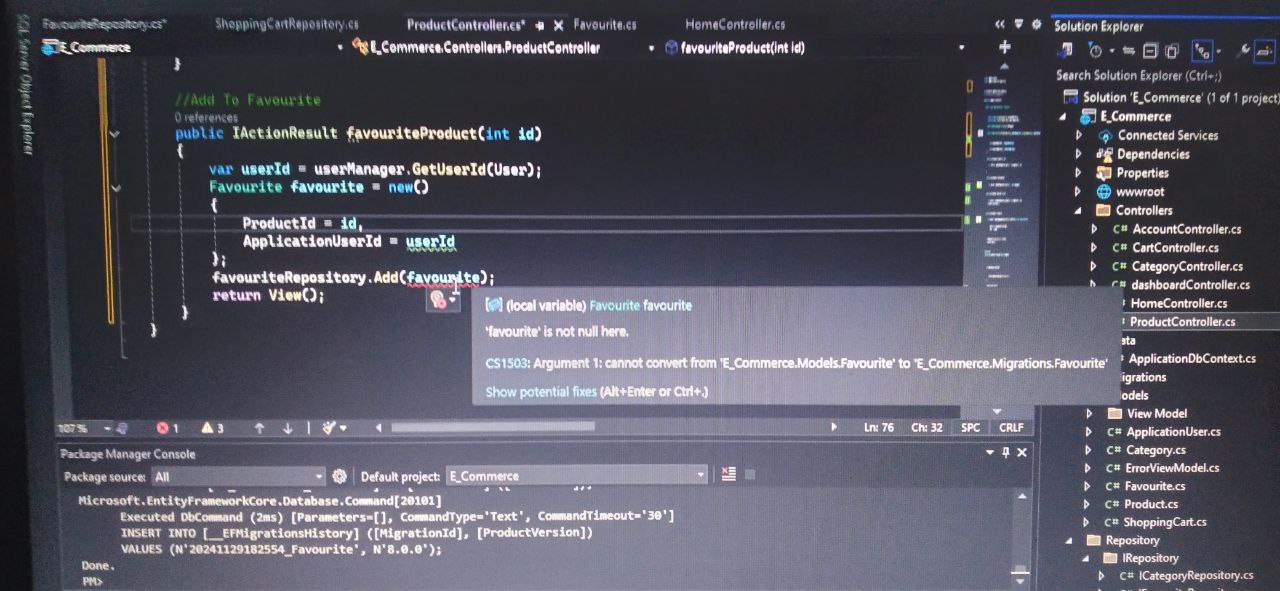 FavouriteRepository.cs*
ShoppingCartRepository.cs
ProductController.cs*
Favourite.cs
HomeController.cs
E_Commerce
E_Commerce.Controllers.ProductController
favouriteProduct(int id)
SQL Server Object Explorer
}
//Add To Favourite
0 references
public IActionResult favouriteProduct(int id)
{
var userId = userManager.GetUserId(User);
Favourite favourite = new()
{
ProductId = id,
ApplicationUserId = userId
};
favouriteRepository.Add(favourite);
return View();
}
}
(local variable) Favourite favourite
'favourite' is not null here.
CS1503: Argument 1: cannot convert from 'E_Commerce.Models.Favourite' to 'E_Commerce.Migrations.Favourite'
Show potential fixes (Alt+Enter or Ctrl+.)
107 %
1
3
Ln: 76
Ch: 32
SPC
CRLF
Package Manager Console
Package source: All
Default project: E_Commerce
Microsoft.EntityFrameworkCore.Database.Command[20101]
Executed DbCommand (2ms) [Parameters=[], CommandType='Text', CommandTimeout='30']
INSERT INTO [__EFMigrationsHistory] ([MigrationId], [ProductVersion])
VALUES (N'20241129182554_Favourite', N'8.0.0');
Done.
PM>
Solution Explorer
Search Solution Explorer (Ctrl+;)
Solution 'E_Commerce' (1 of 1 project)
E_Commerce
Connected Services
Dependencies
Properties
wwwroot
Controllers
C# AccountController.cs
C# CartController.cs
C# CategoryController.cs
C# dashboardController.cs
HomeController.cs
ProductController.cs
ata
ApplicationDbContext.cs
igrations
odels
View Model
C# ApplicationUser.cs
C# Category.cs
C# ErrorViewModel.cs
C# Favourite.cs
C# Product.cs
C# ShoppingCart.cs
Repository
IRepository
C# ICategoryRepository.cs